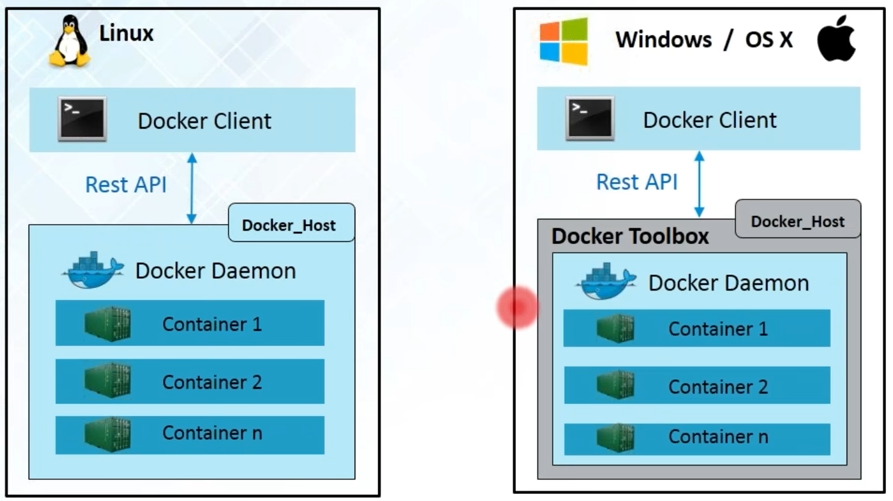 Linux
>_
Docker Client
Rest API
Docker_Host
Docker Daemon
Container 1
Container 2
Container n
Windows / OS X
>_
Docker Client
Rest API
Docker_Host
Docker Toolbox
Docker Daemon
Container 1
Container 2
Container n